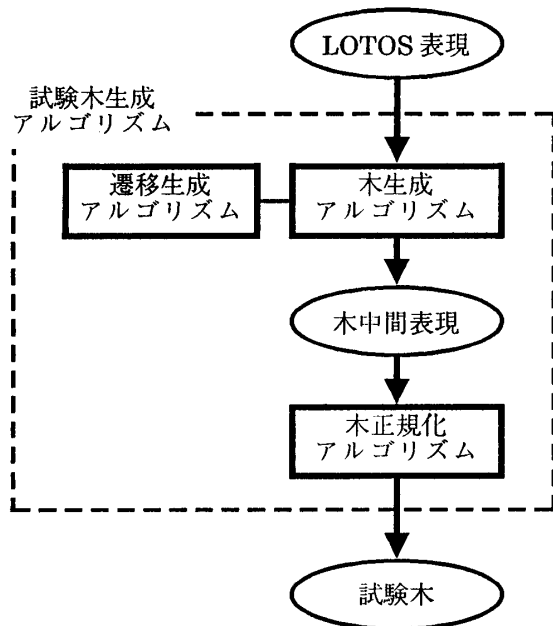 LOTOS 表現
試験木生成
アルゴリズム
遷移生成
アルゴリズム
木生成
アルゴリズム
木中間表現
木正規化
アルゴリズム
試験木